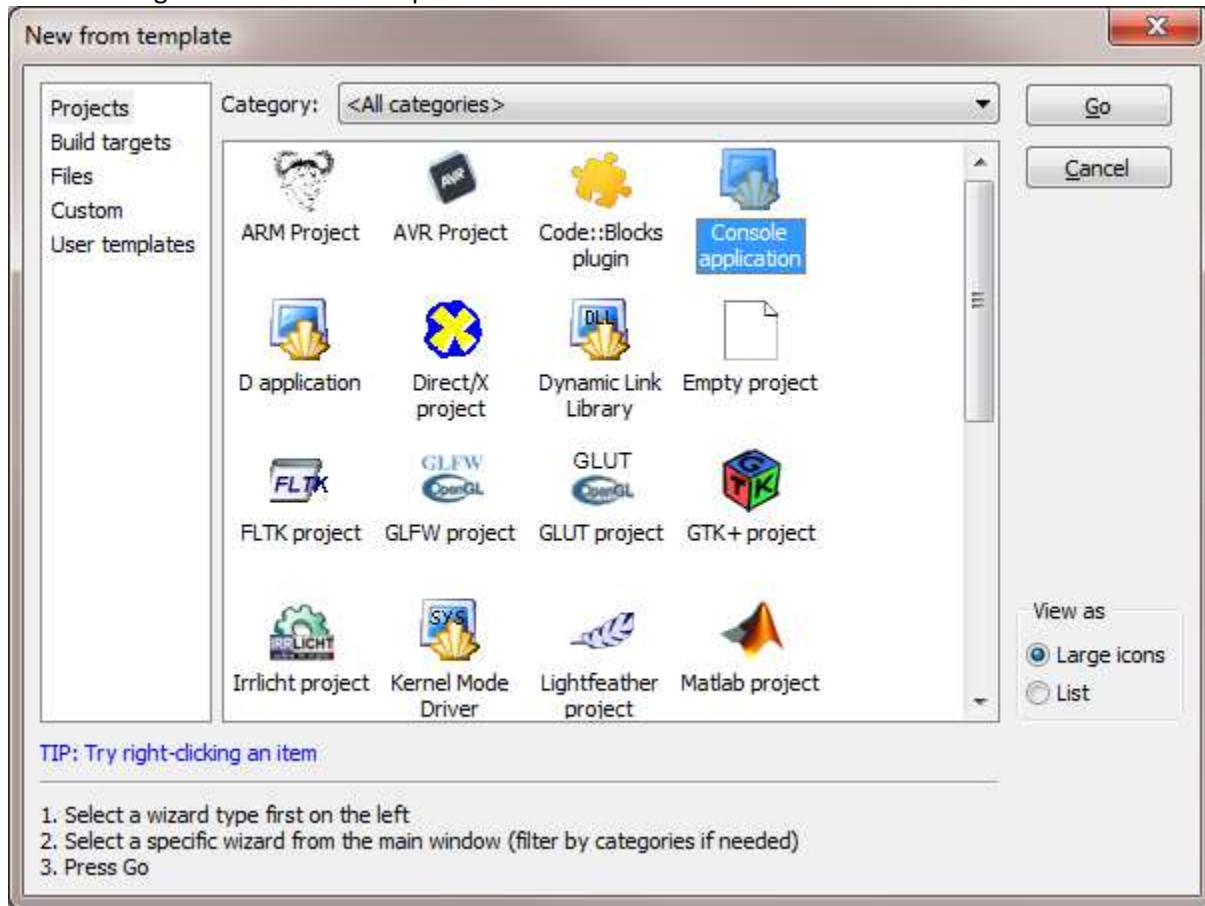 New from template
Projects
Build targets
Files
Custom
User templates
Category: <All categories>
Go
Cancel
AVR
ARM Project
AVR Project
Code::Blocks
plugin
Console
application
DLL
D application
Direct/X
project
Dynamic Link
Library
Empty project
FLTK
GLFW
OpenGL
GLUT
OpenGL
GTK
FLTK project
GLFW project
GLUT project
GTK+ project
IRRLICHT
SYS
Irrlicht project
Kernel Mode
Driver
Lightfeather
project
Matlab project
View as
Large icons
List
TIP: Try right-clicking an item
1. Select a wizard type first on the left
2. Select a specific wizard from the main window (filter by categories if needed)
3. Press Go